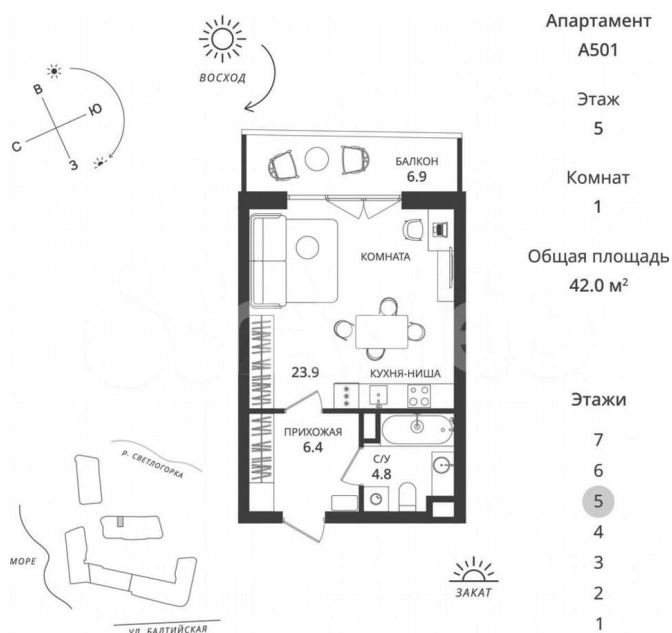 Апартамент
А501
Этаж
5
Комнат
1
Общая площадь
42.0 м²
ВОСХОД
В
Ю
С
З
БАЛКОН
6.9
КОМНАТА
КУХНЯ-НИША
23.9
ПРИХОЖАЯ
6.4
С/У
4.8
ЗАКАТ
р. СВЕТЛОГОРКА
МОРЕ
УЛ. БАЛТИЙСКАЯ
Этажи
7
6
5
4
3
2
1